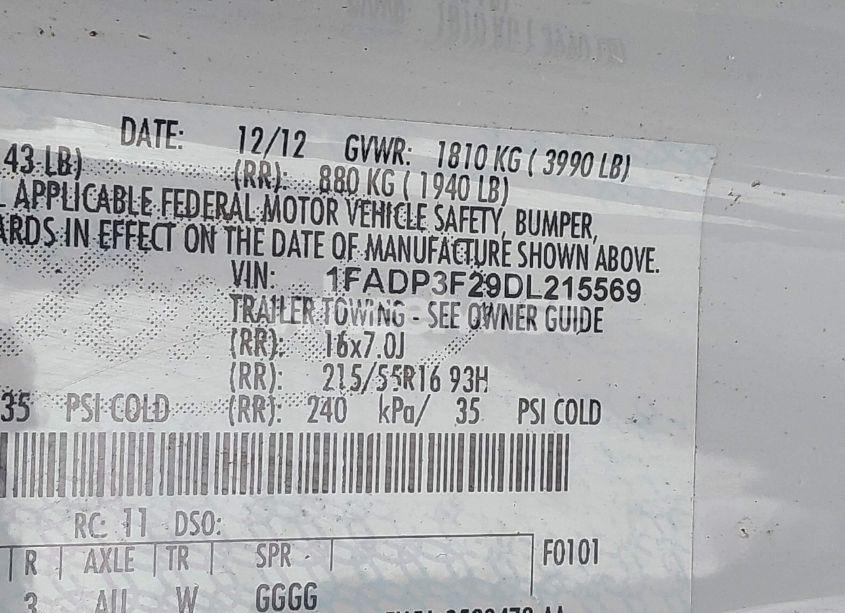 DATE: 12/12 GVWR: 1810 KG ( 3990 LB)
43 LB) (RR): 880 KG ( 1940 LB)
APPLICABLE FEDERAL MOTOR VEHICLE SAFETY, BUMPER,
ARDS IN EFFECT ON THE DATE OF MANUFACTURE SHOWN ABOVE.
VIN: 1FADP3F29DL215569
TRAILER TOWING - SEE OWNER GUIDE
(RR): 16x7.0J
(RR): 215/55R16 93H
35 PSI COLD (RR): 240 kPa/ 35 PSI COLD
RC: 11 DSO:
R AXLE TR SPR F0101
3 W GGGG